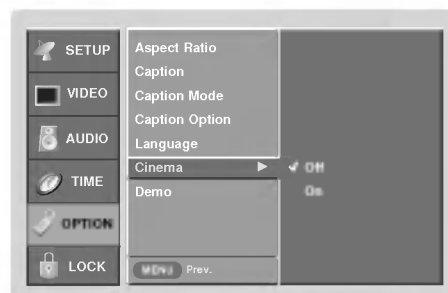 SETUP
VIDEO
AUDIO
TIME
OPTION
LOCK
Aspect Ratio
Caption
Caption Mode
Caption Option
Language
Cinema
Demo
MENU Prev.
Off
On